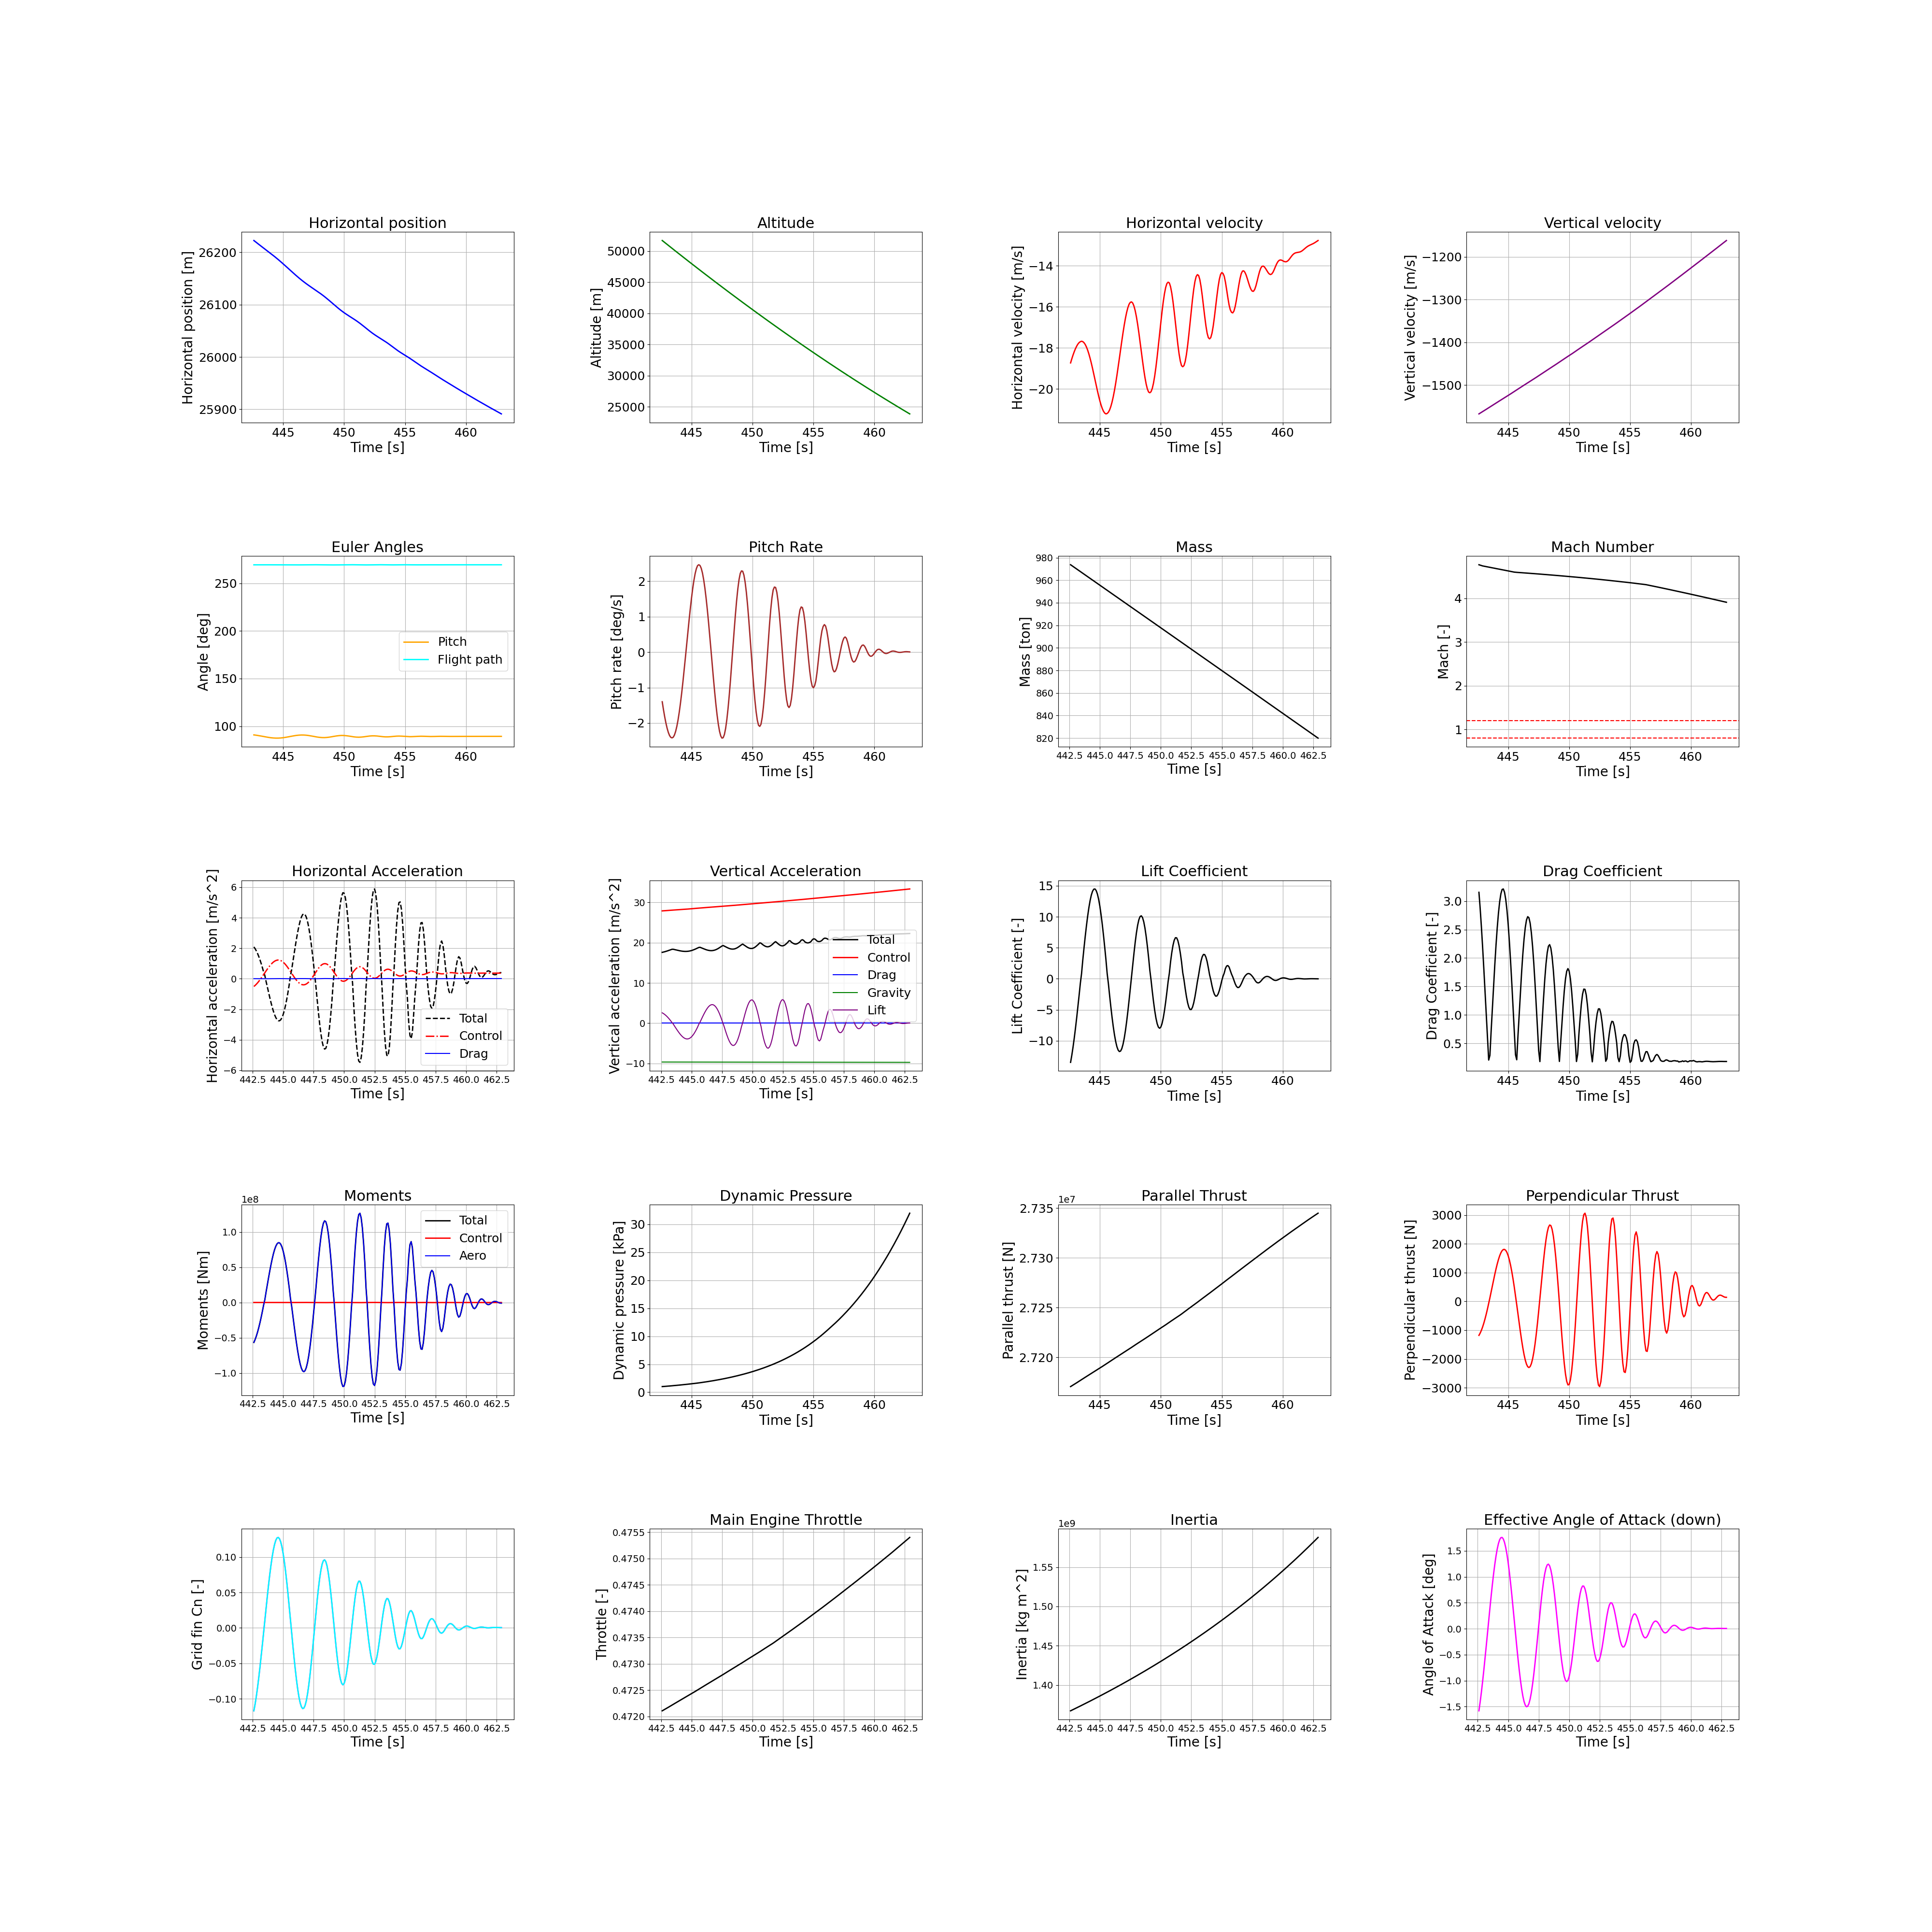 Horizontal position
Horizontal position [m]
26200
26100
26000
25900
445 450 455 460
Time [s]
Altitude
Altitude [m]
50000
45000
40000
35000
30000
25000
445 450 455 460
Time [s]
Horizontal velocity
Horizontal velocity [m/s]
−14
−16
−18
−20
445 450 455 460
Time [s]
Vertical velocity
Vertical velocity [m/s]
−1200
−1300
−1400
−1500
445 450 455 460
Time [s]
Euler Angles
Angle [deg]
250
200
150
100
Pitch
Flight path
445 450 455 460
Time [s]
Pitch Rate
Pitch rate [deg/s]
2
1
0
−1
−2
445 450 455 460
Time [s]
Mass
Mass [ton]
980
960
940
920
900
880
860
840
820
442.5 445.0 447.5 450.0 452.5 455.0 457.5 460.0 462.5
Time [s]
Mach Number
Mach [-]
4
3
2
1
445 450 455 460
Time [s]
Horizontal Acceleration
Horizontal acceleration [m/s^2]
6
4
2
0
−2
−4
−6
Total
Control
Drag
442.5 445.0 447.5 450.0 452.5 455.0 457.5 460.0 462.5
Time [s]
Vertical Acceleration
Vertical acceleration [m/s^2]
30
20
10
0
−10
Total
Control
Drag
Gravity
Lift
442.5 445.0 447.5 450.0 452.5 455.0 457.5 460.0 462.5
Time [s]
Lift Coefficient
Lift Coefficient [-]
15
10
5
0
−5
−10
445 450 455 460
Time [s]
Drag Coefficient
Drag Coefficient [-]
3.0
2.5
2.0
1.5
1.0
0.5
445 450 455 460
Time [s]
Moments
1e8
Moments [Nm]
1.0
0.5
0.0
−0.5
−1.0
Total
Control
Aero
442.5 445.0 447.5 450.0 452.5 455.0 457.5 460.0 462.5
Time [s]
Dynamic Pressure
Dynamic pressure [kPa]
30
25
20
15
10
5
0
445 450 455 460
Time [s]
Parallel Thrust
1e7
Parallel thrust [N]
2.735
2.730
2.725
2.720
445 450 455 460
Time [s]
Perpendicular Thrust
Perpendicular thrust [N]
3000
2000
1000
0
−1000
−2000
−3000
445 450 455 460
Time [s]
Grid fin Cn [-]
0.10
0.05
0.00
−0.05
−0.10
442.5 445.0 447.5 450.0 452.5 455.0 457.5 460.0 462.5
Time [s]
Main Engine Throttle
Throttle [-]
0.4755
0.4750
0.4745
0.4740
0.4735
0.4730
0.4725
0.4720
442.5 445.0 447.5 450.0 452.5 455.0 457.5 460.0 462.5
Time [s]
Inertia
1e9
Inertia [kg m^2]
1.55
1.50
1.45
1.40
442.5 445.0 447.5 450.0 452.5 455.0 457.5 460.0 462.5
Time [s]
Effective Angle of Attack (down)
Angle of Attack [deg]
1.5
1.0
0.5
0.0
−0.5
−1.0
−1.5
442.5 445.0 447.5 450.0 452.5 455.0 457.5 460.0 462.5
Time [s]